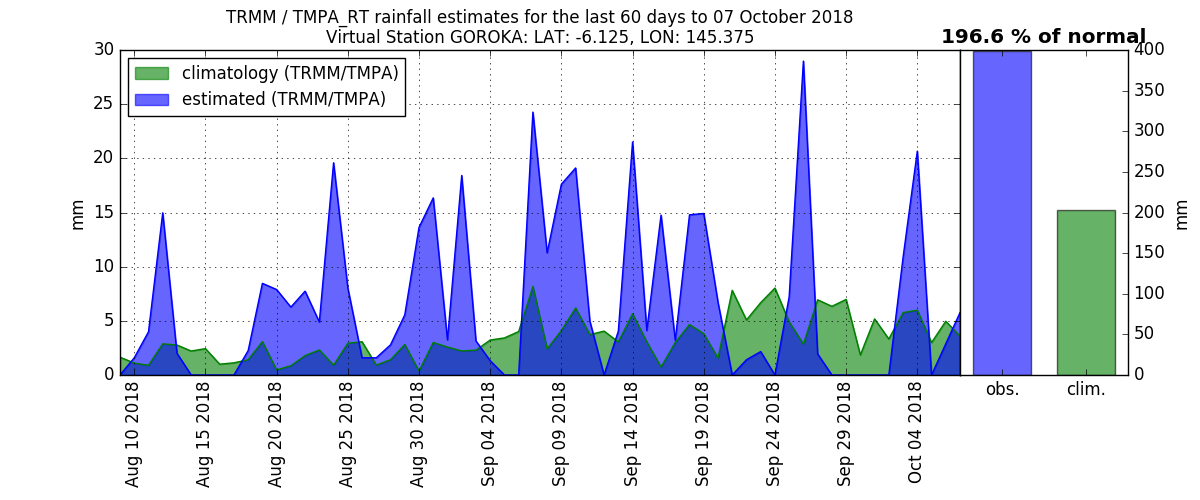 TRMM / TMPA_RT rainfall estimates for the last 60 days to 07 October 2018
Virtual Station GOROKA: LAT: -6.125, LON: 145.375
196.6 % of normal
climatology (TRMM/TMPA)
estimated (TRMM/TMPA)
30
25
20
15
10
5
0
mm
Aug 10 2018
Aug 15 2018
Aug 20 2018
Aug 25 2018
Aug 30 2018
Sep 04 2018
Sep 09 2018
Sep 14 2018
Sep 19 2018
Sep 24 2018
Sep 29 2018
Oct 04 2018
obs.
clim.
400
350
300
250
200
150
100
50
0
mm